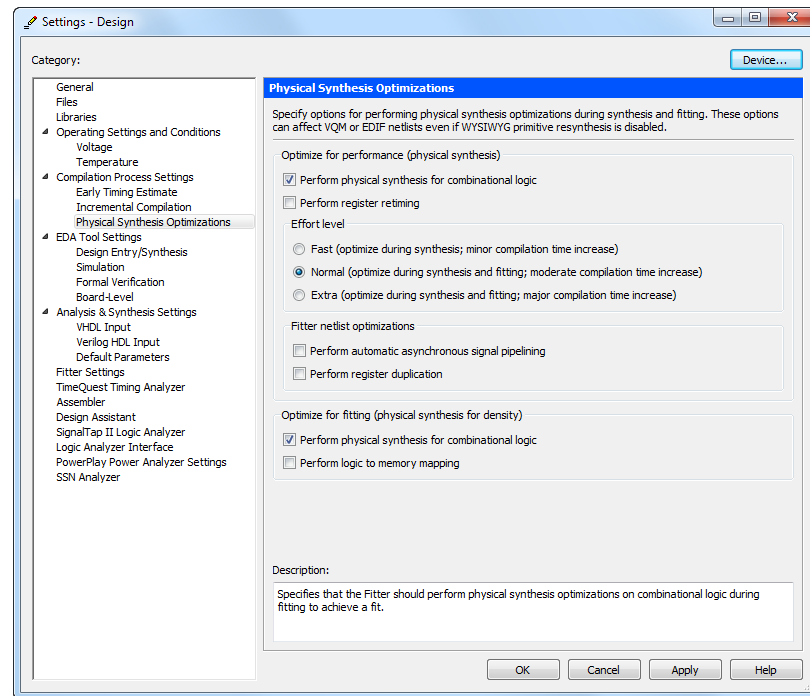 Settings - Design
Category:
Device...
General
Files
Libraries
Operating Settings and Conditions
Voltage
Temperature
Compilation Process Settings
Early Timing Estimate
Incremental Compilation
Physical Synthesis Optimizations
EDA Tool Settings
Design Entry/Synthesis
Simulation
Formal Verification
Board-Level
Analysis & Synthesis Settings
VHDL Input
Verilog HDL Input
Default Parameters
Fitter Settings
TimeQuest Timing Analyzer
Assembler
Design Assistant
SignalTap II Logic Analyzer
Logic Analyzer Interface
PowerPlay Power Analyzer Settings
SSN Analyzer
Physical Synthesis Optimizations
Specify options for performing physical synthesis optimizations during synthesis and fitting. These options
can affect VQM or EDIF netlists even if WYSIWYG primitive resynthesis is disabled.
Optimize for performance (physical synthesis)
Perform physical synthesis for combinational logic
Perform register retiming
Effort level
Fast (optimize during synthesis; minor compilation time increase)
Normal (optimize during synthesis and fitting; moderate compilation time increase)
Extra (optimize during synthesis and fitting; major compilation time increase)
Fitter netlist optimizations
Perform automatic asynchronous signal pipelining
Perform register duplication
Optimize for fitting (physical synthesis for density)
Perform physical synthesis for combinational logic
Perform logic to memory mapping
Description:
Specifies that the Fitter should perform physical synthesis optimizations on combinational logic during
fitting to achieve a fit.
OK
Cancel
Apply
Help